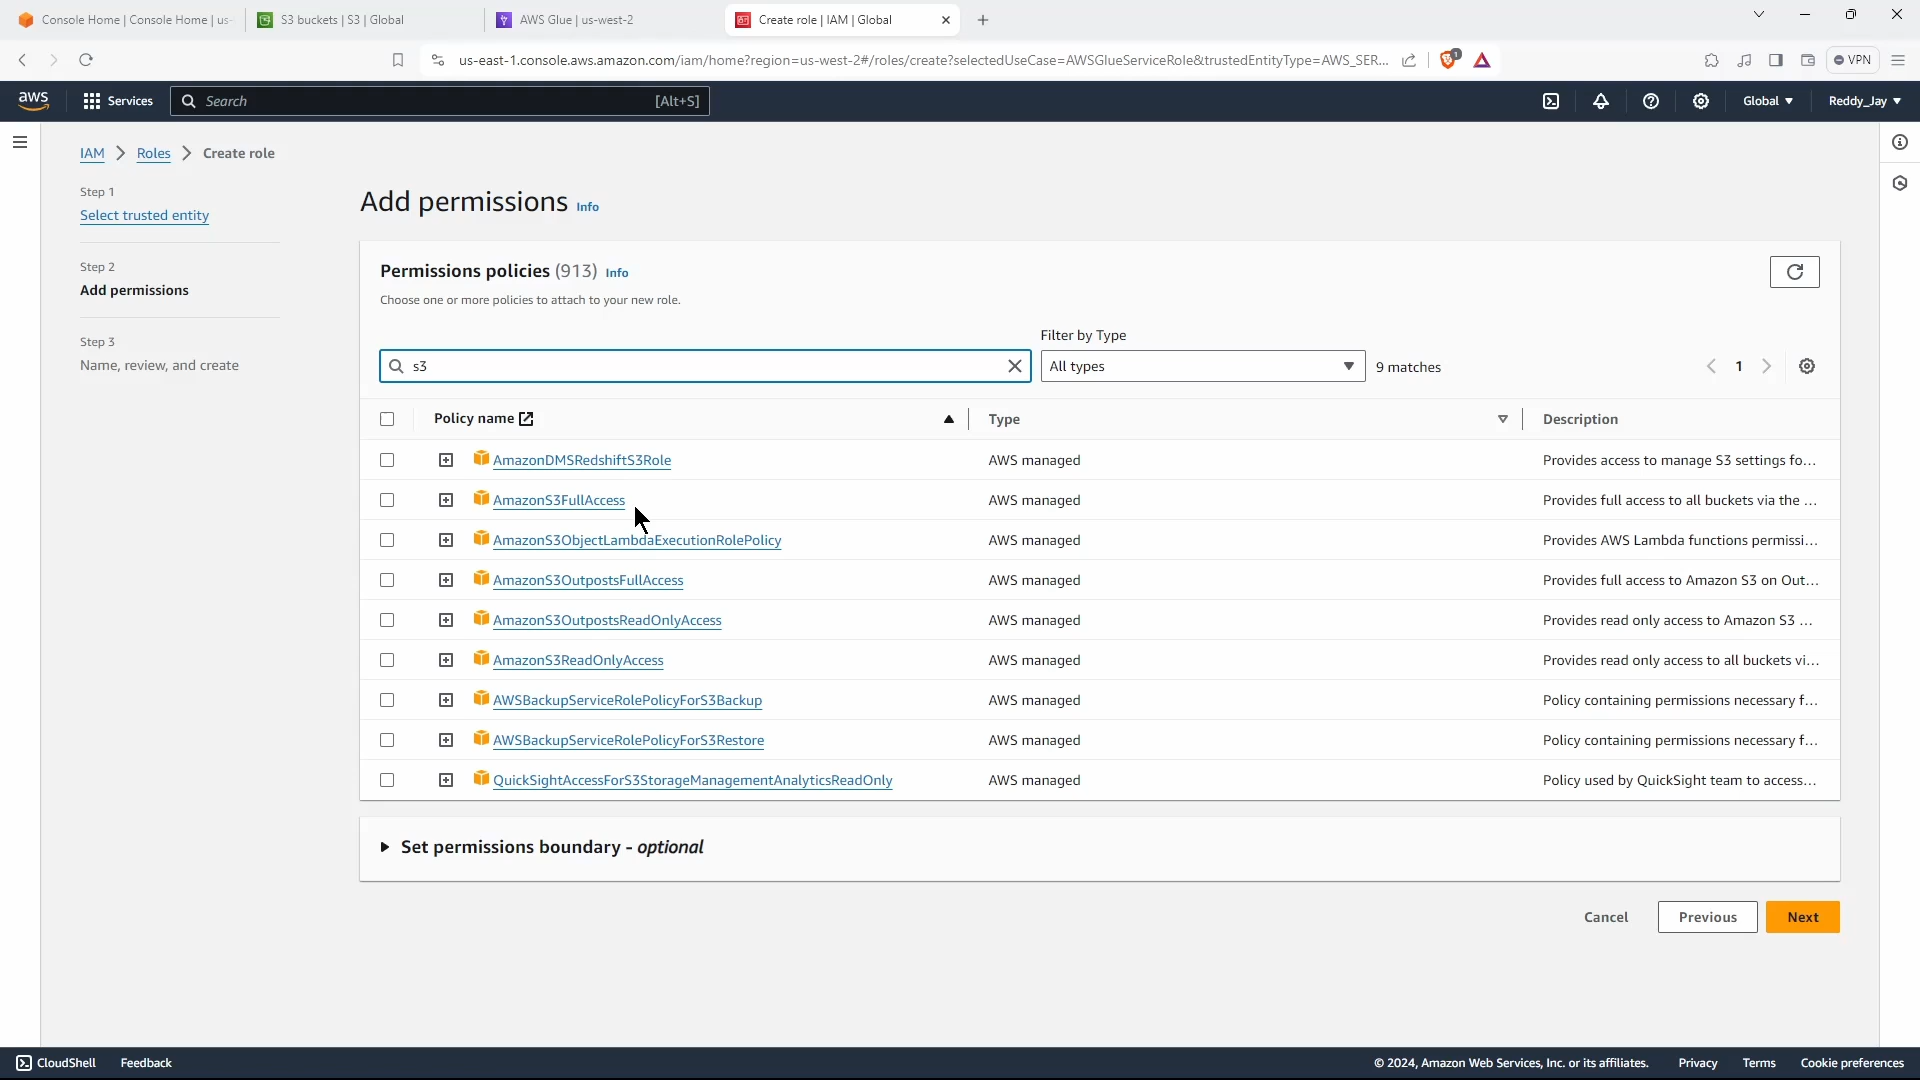 Console Home | Console Home | us-
S3 buckets | S3 | Global
AWS Glue | us-west-2
Create role | IAM | Global
us-east-1.console.aws.amazon.com/iam/home?region=us-west-2#/roles/create?selectedUseCase=AWSGlueServiceRole&trustedEntityType=AWS_SER...
1
VPN
aws
Services
Search
[Alt+S]
Global
Reddy_Jay
IAM
Roles
Create role
Step 1
Select trusted entity
Step 2
Add permissions
Step 3
Name, review, and create
Add permissions Info
Permissions policies (913) Info
Choose one or more policies to attach to your new role.
Filter by Type
s3
All types
9 matches
1
Policy name
Type
Description
AmazonDMSRedshiftS3Role
AWS managed
Provides access to manage S3 settings fo...
AmazonS3FullAccess
AWS managed
Provides full access to all buckets via the ...
AmazonS3ObjectLambdaExecutionRolePolicy
AWS managed
Provides AWS Lambda functions permissi...
AmazonS3OutpostsFullAccess
AWS managed
Provides full access to Amazon S3 on Out...
AmazonS3OutpostsReadOnlyAccess
AWS managed
Provides read only access to Amazon S3 ...
AmazonS3ReadOnlyAccess
AWS managed
Provides read only access to all buckets vi...
AWSBackupServiceRolePolicyForS3Backup
AWS managed
Policy containing permissions necessary f...
AWSBackupServiceRolePolicyForS3Restore
AWS managed
Policy containing permissions necessary f...
QuickSightAccessForS3StorageManagementAnalyticsReadOnly
AWS managed
Policy used by QuickSight team to access...
Set permissions boundary - optional
Cancel
Previous
Next
CloudShell
Feedback
© 2024, Amazon Web Services, Inc. or its affiliates.
Privacy
Terms
Cookie preferences